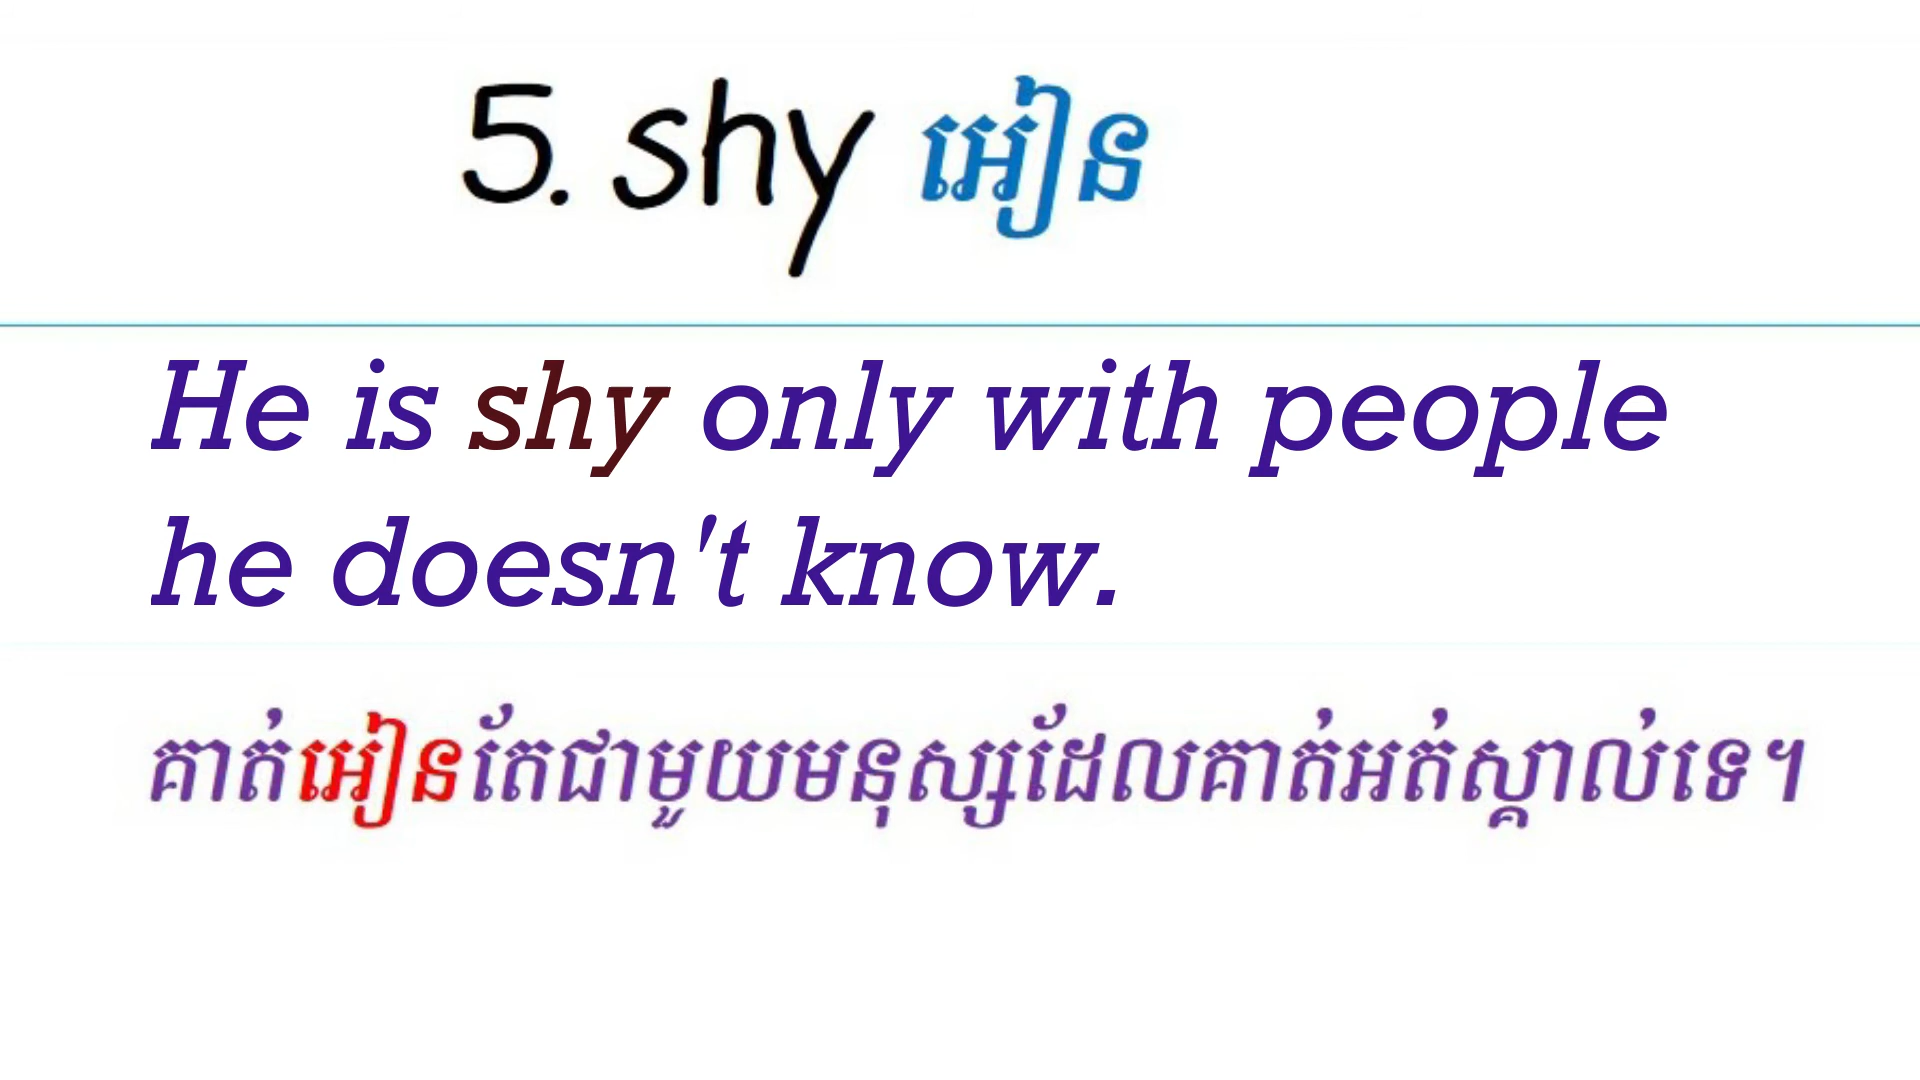 5. shy អៀន
He is shy only with people
he doesn't know.
គាត់អៀនតែជាមួយមនុស្សដែលគាត់អត់ស្គាល់ទេ។